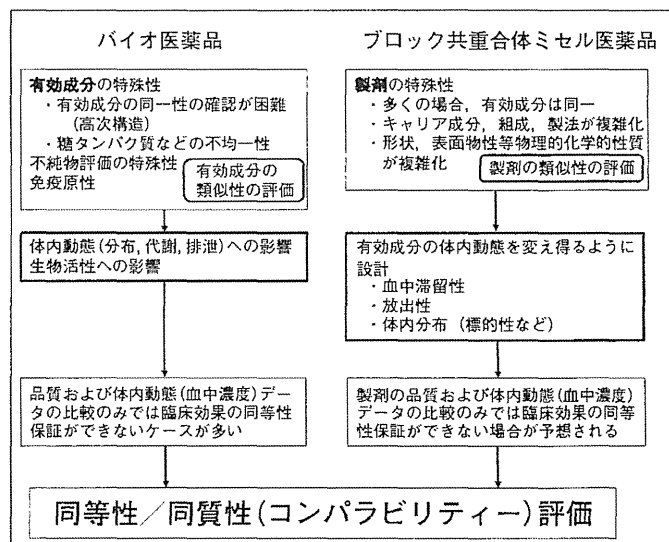 バイオ医薬品
有効成分の特殊性
・有効成分の同一性の確認が困難
(高次構造)
・糖タンパク質などの不均一性
不純物評価の特殊性
免疫原性
有効成分の
類似性の評価
体内動態(分布,代謝,排泄)への影響
生物活性への影響
品質および体内動態(血中濃度)デー
タの比較のみでは臨床効果の同等性
保証ができないケースが多い
ブロック共重合体ミセル医薬品
製剤の特殊性
・多くの場合,有効成分は同一
・キャリア成分,組成,製法が複雑化
・形状,表面物性等物理的化学的性質
が複雑化
製剤の類似性の評価
有効成分の体内動態を変え得るように
設計
・血中滞留性
・放出性
・体内分布(標的性など)
製剤の品質および体内動態(血中濃度)
データの比較のみでは臨床効果の同等
性保証ができない場合が予想される
同等性/同質性(コンパラビリティー)評価